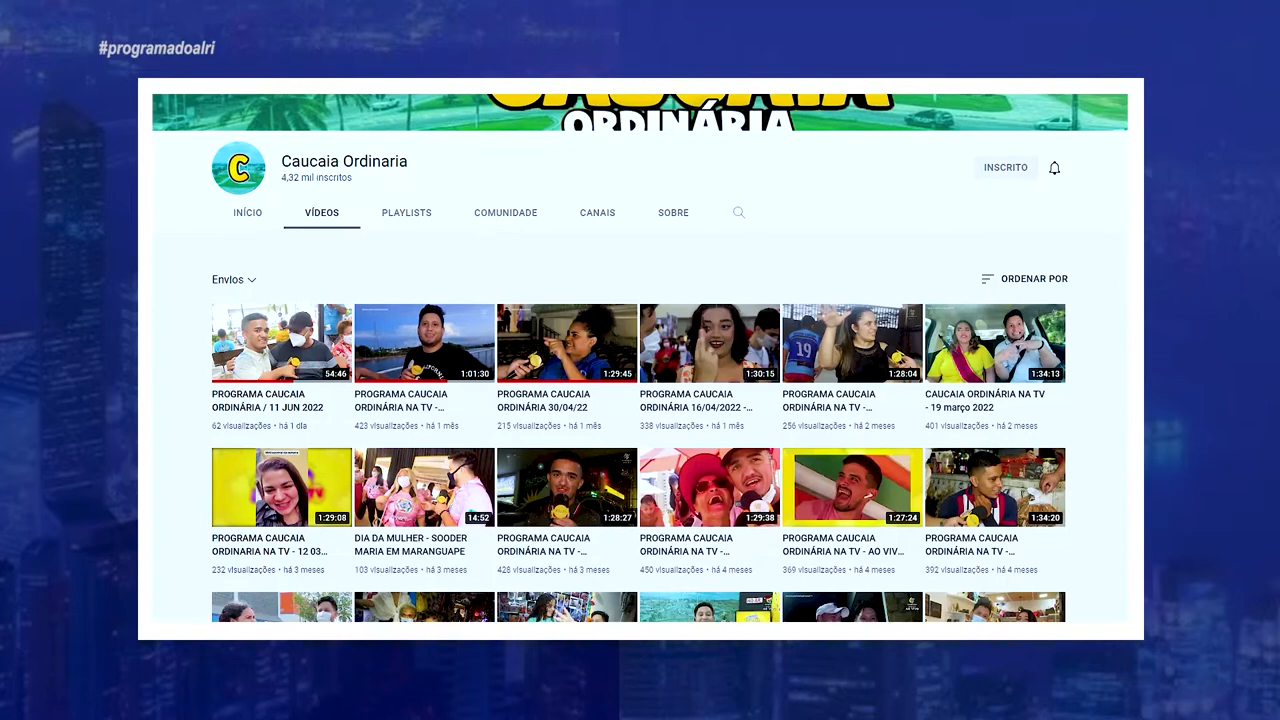 #programadoalri
CAUCAIA
ORDINÁRIA
C
Caucaia Ordinaria
4,32 mil inscritos
INSCRITO
INÍCIO
VÍDEOS
PLAYLISTS
COMUNIDADE
CANAIS
SOBRE
Envios
ORDENAR POR
54:46
1:01:30
1:29:45
1:30:15
19
1:28:04
1:34:13
PROGRAMA CAUCAIA
ORDINÁRIA / 11 JUN 2022
62 visualizações • há 1 dia
PROGRAMA CAUCAIA
ORDINÁRIA NA TV -...
423 visualizações • há 1 mês
PROGRAMA CAUCAIA
ORDINÁRIA 30/04/22
215 visualizações • há 1 mês
PROGRAMA CAUCAIA
ORDINÁRIA 16/04/2022 -...
338 visualizações • há 1 mês
PROGRAMA CAUCAIA
ORDINÁRIA NA TV -...
256 visualizações • há 2 meses
CAUCAIA ORDINÁRIA NA TV
- 19 março 2022
401 visualizações • há 2 meses
1:29:08
14:52
1:28:27
1:29:38
1:27:24
1:34:20
PROGRAMA CAUCAIA
ORDINARIA NA TV - 12 03...
232 visualizações • há 3 meses
DIA DA MULHER - SOODER
MARIA EM MARANGUAPE
103 visualizações • há 3 meses
PROGRAMA CAUCAIA
ORDINÁRIA NA TV -...
428 visualizações • há 3 meses
PROGRAMA CAUCAIA
ORDINÁRIA NA TV -...
450 visualizações • há 4 meses
PROGRAMA CAUCAIA
ORDINÁRIA NA TV - AO VIV...
369 visualizações • há 4 meses
PROGRAMA CAUCAIA
ORDINÁRIA NA TV -...
392 visualizações • há 4 meses